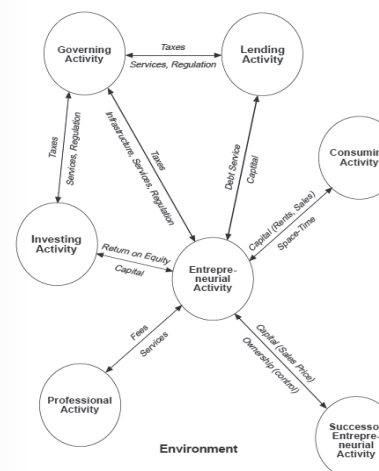 Governing
Activity
Taxes
Services, Regulation
Lending
Activity
Taxes
Services, Regulation
Taxes
Infrastructure, Services, Regulation
Debt Service
Capittal
Consumin
Activity
Capital (Rents, Sales)
Space-Time
Investing
Activity
Return on Equity
Capital
Entrepre-
neurial
Activity
Fees
Services
Capital (Sales Price)
Ownership (control)
Professional
Activity
Successo
Entrepre-
neurial
Activity
Environment